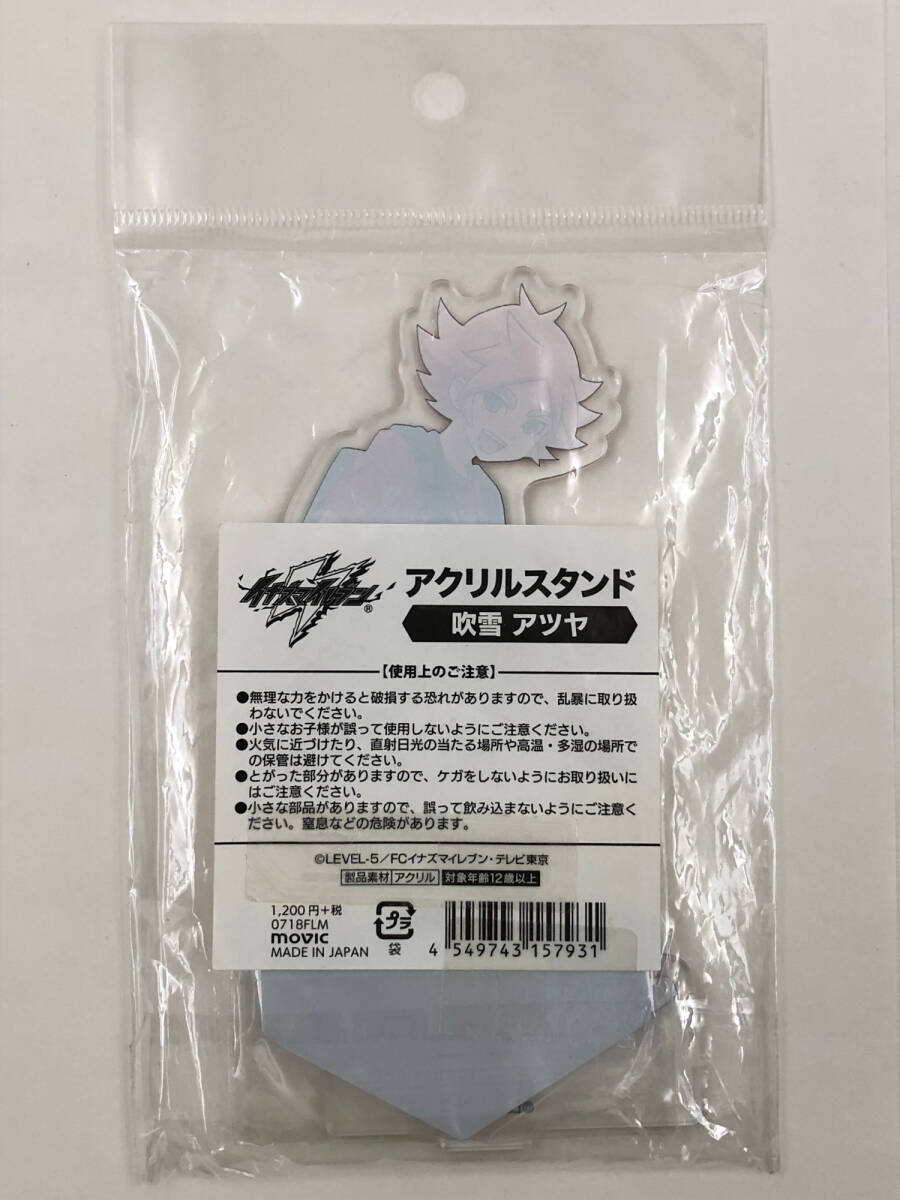 イナズマイレブン®
アクリルスタンド
吹雪 アツヤ
【使用上のご注意】
●無理な力をかけると破損する恐れがありますので、乱暴に取り扱
わないでください。
●小さなお子様が誤って使用しないようにご注意ください。
●火気に近づけたり、直射日光の当たる場所や高温・多湿の場所で
の保管は避けてください。
●とがった部分がありますので、ケガをしないようにお取り扱いに
はご注意ください。
●小さな部品がありますので、誤って飲み込まないようにご注意く
ださい。窒息などの危険があります。
©LEVEL-5/FCイナズマイレブン・テレビ東京
製品素材 アクリル 対象年齢12歳以上
1,200円+税
0718FLM
movic
MADE IN JAPAN
プラ
袋
4 549743 157931